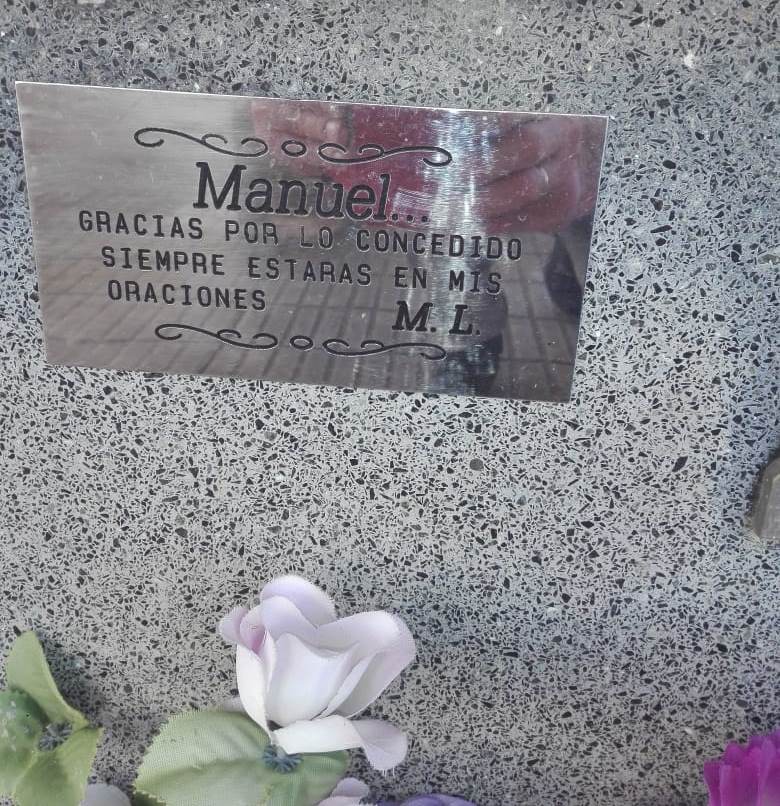 Manuel...
GRACIAS POR LO CONCEDIDO
SIEMPRE ESTARAS EN MIS
ORACIONES M. L.